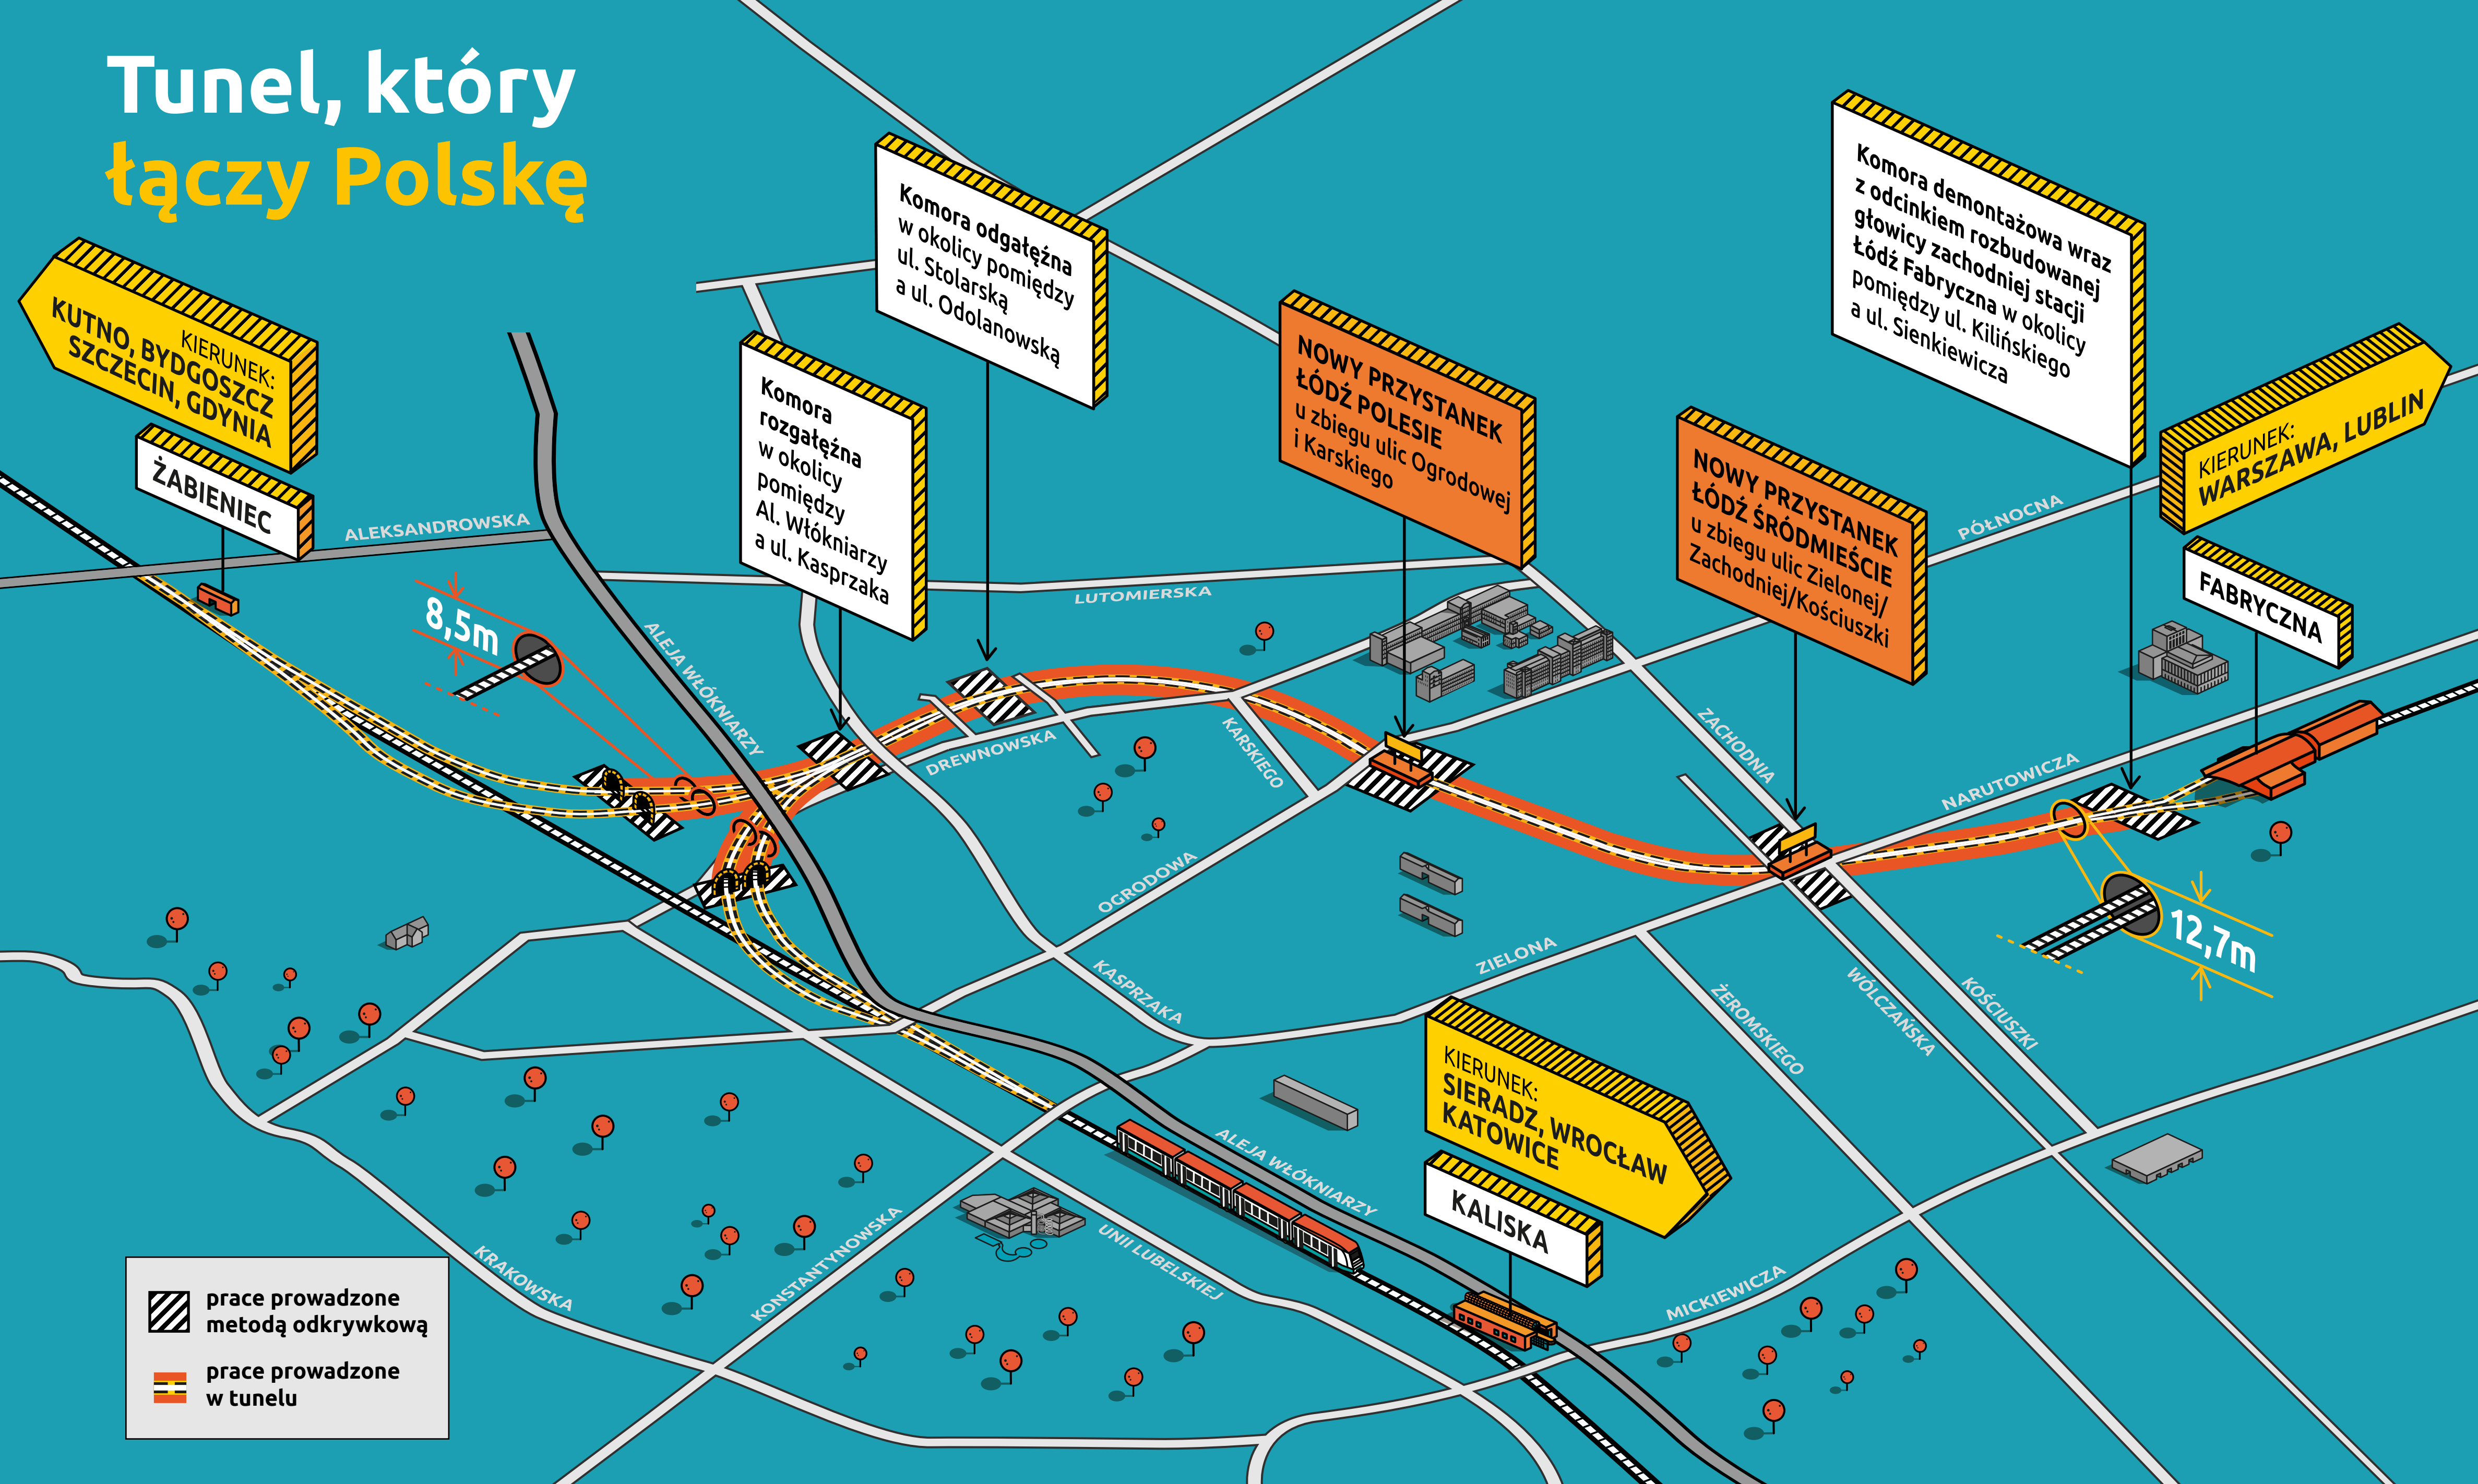 Tunel, który
łączy Polskę
KIERUNEK:
KUTNO, BYDGOSZCZ
SZCZECIN, GDYNIA
ŻABIENIEC
Komora odgałęźna
w okolicy pomiędzy
ul. Stolarską
a ul. Odolanowską
Komora
rozgałęźna
w okolicy
pomiędzy
Al. Włókniarzy
a ul. Kasprzaka
NOWY PRZYSTANEK
ŁÓDŹ POLESIE
u zbiegu ulic Ogrodowej
i Karskiego
NOWY PRZYSTANEK
ŁÓDŹ ŚRÓDMIEŚCIE
u zbiegu ulic Zielonej/
Zachodniej/Kościuszki
Komora demontażowa wraz
z odcinkiem rozbudowanej
głowicy zachodniej stacji
Łódź Fabryczna w okolicy
pomiędzy ul. Kilińskiego
a ul. Sienkiewicza
KIERUNEK:
WARSZAWA, LUBLIN
FABRYCZNA
ALEKSANDROWSKA
PÓŁNOCNA
LUTOMIERSKA
8,5m
ALEJA WŁÓKNIARZY
DREWNOWSKA
KARSKIEGO
ZACHODNIA
NARUTOWICZA
OGRODOWA
12,7m
KASPRZAKA
ZIELONA
ŻEROMSKIEGO
WÓLCZAŃSKA
KOŚCIUSZKI
KIERUNEK:
SIERADZ, WROCŁAW
KATOWICE
KALISKA
ALEJA WŁÓKNIARZY
UNII LUBELSKIEJ
KONSTANTYNOWSKA
KRAKOWSKA
MICKIEWICZA
prace prowadzone
metodą odkrywkową
prace prowadzone
w tunelu